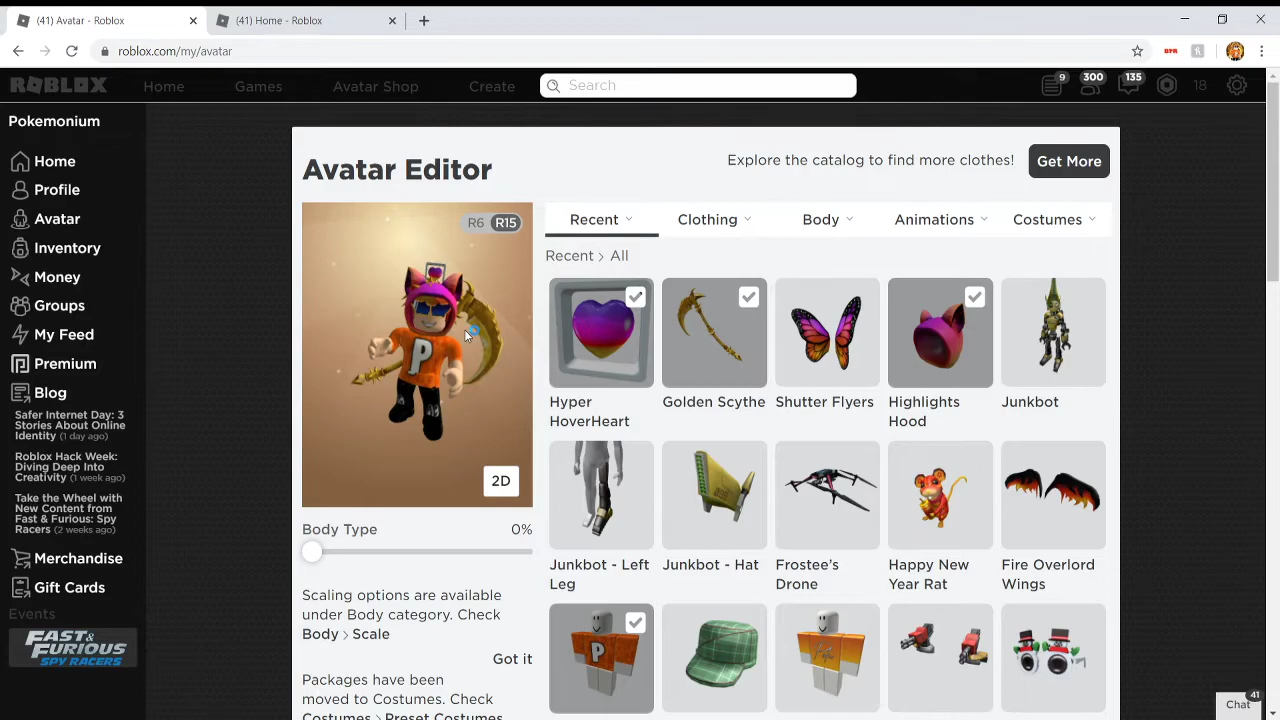 (41) Avatar - Roblox
(41) Home - Roblox
roblox.com/my/avatar
BPR
ROBLOX
Home
Games
Avatar Shop
Create
Search
9
300
135
18
Pokemonium
Home
Profile
Avatar
Inventory
Money
Groups
My Feed
Premium
Blog
Safer Internet Day: 3
Stories About Online
Identity (1 day ago)
Roblox Hack Week:
Diving Deep Into
Creativity (1 week ago)
Take the Wheel with
New Content from
Fast & Furious: Spy
Racers (2 weeks ago)
Merchandise
Gift Cards
Events
FAST &
FURIOUS
SPY RACERS
Avatar Editor
Explore the catalog to find more clothes!
Get More
R6 R15
P
2D
Body Type 0%
Scaling options are available
under Body category. Check
Body > Scale
Got it
Packages have been
moved to Costumes. Check
Costumes > Preset Costumes
Recent
Clothing
Body
Animations
Costumes
Recent > All
Hyper
HoverHeart
Golden Scythe
Shutter Flyers
Highlights
Hood
Junkbot
Junkbot - Left
Leg
Junkbot - Hat
Frostee's
Drone
Happy New
Year Rat
Fire Overlord
Wings
P
Chat
41